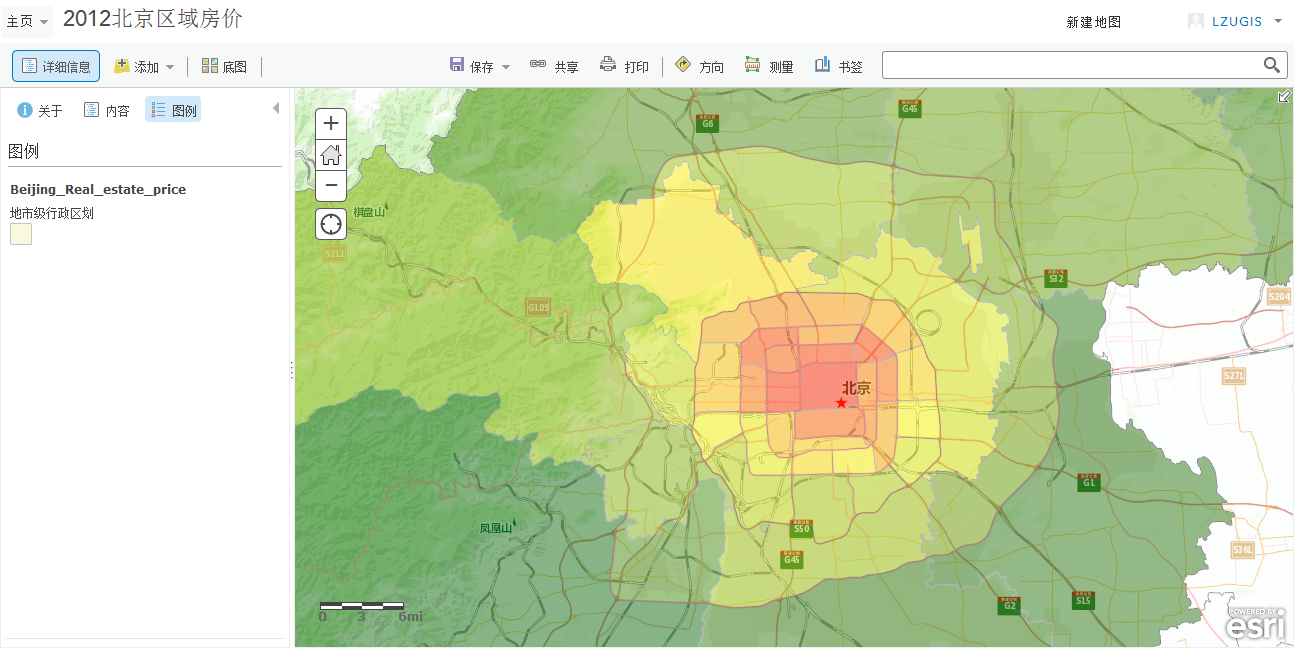 主页
2012北京区域房价
新建地图
LZUGIS
详细信息
添加
底图
保存
共享
打印
方向
测量
书签
关于
内容
图例
图例
Beijing_Real_estate_price
地市级行政区划
G6
G45
棋盘山
S211
S32
S204
G109
S271
北京
G1
凤凰山
S50
G45
S36L
G2
S15
0 3 6mi
POWERED BY
esri